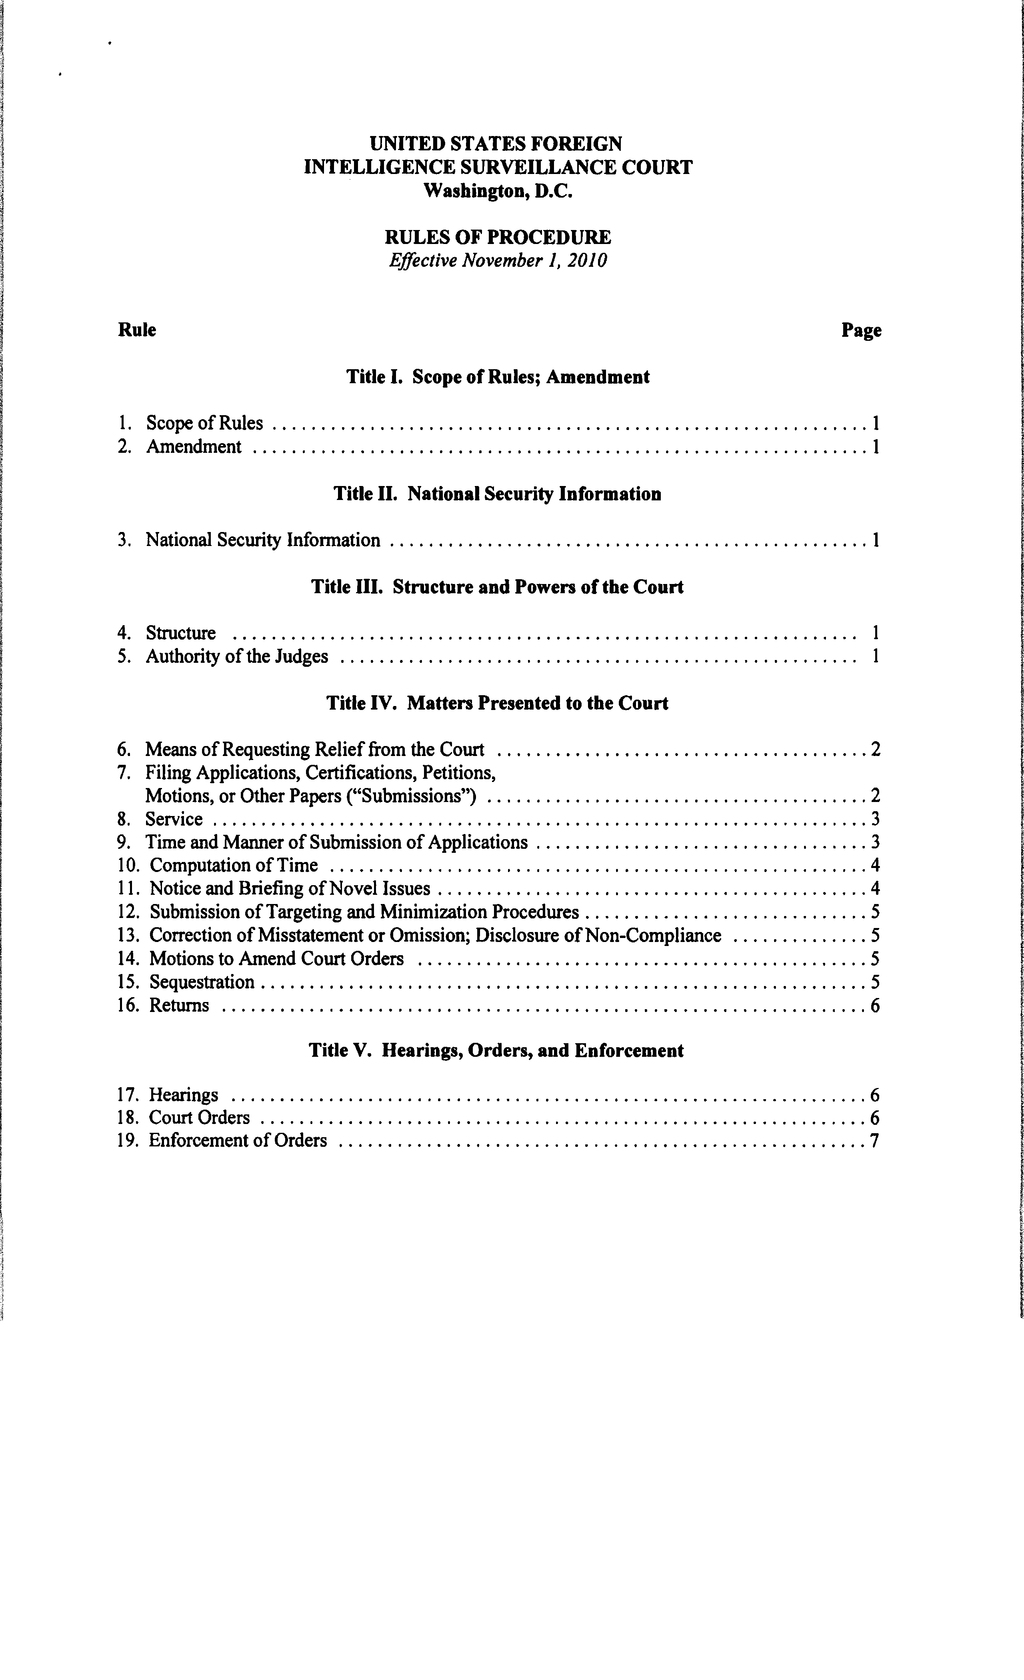 UNITED STATES FOREIGN
INTELLIGENCE SURVEILLANCE COURT
Washington, D.C.
RULES OF PROCEDURE
Effective November 1, 2010
Rule Page
Title I. Scope of Rules; Amendment
1. Scope of Rules ............................................................. 1
2. Amendment ............................................................... 1
Title II. National Security Information
3. National Security Information ................................................. 1
Title III. Structure and Powers of the Court
4. Structure ................................................................ 1
5. Authority of the Judges ..................................................... 1
Title IV. Matters Presented to the Court
6. Means of Requesting Relief from the Court ...................................... 2
7. Filing Applications, Certifications, Petitions,
Motions, or Other Papers (“Submissions”) ....................................... 2
8. Service ................................................................... 3
9. Time and Manner of Submission of Applications .................................. 3
10. Computation of Time ....................................................... 4
11. Notice and Briefing of Novel Issues ............................................ 4
12. Submission of Targeting and Minimization Procedures ............................. 5
13. Correction of Misstatement or Omission; Disclosure of Non-Compliance .............. 5
14. Motions to Amend Court Orders .............................................. 5
15. Sequestration .............................................................. 5
16. Returns .................................................................. 6
Title V. Hearings, Orders, and Enforcement
17. Hearings ................................................................. 6
18. Court Orders .............................................................. 6
19. Enforcement of Orders ...................................................... 7